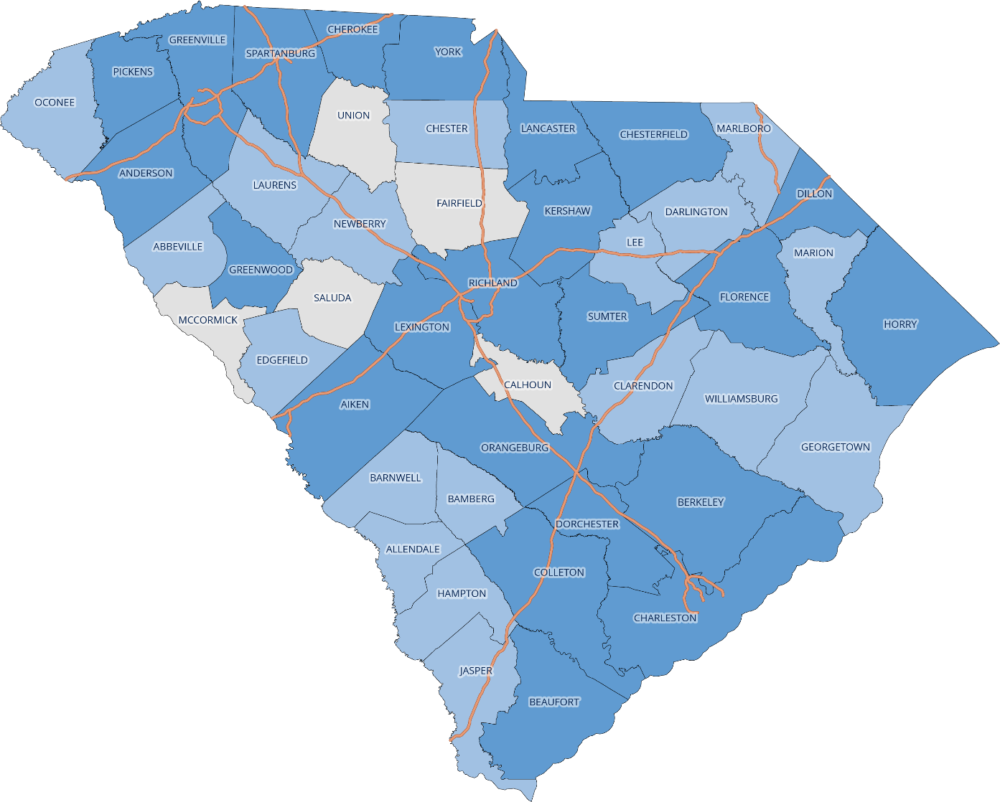 GREENVILLE
CHEROKEE
SPARTANBURG
YORK
PICKENS
OCONEE
UNION
CHESTER
LANCASTER
CHESTERFIELD
MARLBORO
ANDERSON
LAURENS
DILLON
FAIRFIELD
KERSHAW
DARLINGTON
NEWBERRY
LEE
ABBEVILLE
MARION
GREENWOOD
RICHLAND
SALUDA
FLORENCE
MCCORMICK
SUMTER
LEXINGTON
HORRY
EDGEFIELD
CALHOUN
CLARENDON
WILLIAMSBURG
AIKEN
ORANGEBURG
GEORGETOWN
BARNWELL
BAMBERG
BERKELEY
DORCHESTER
ALLENDALE
COLLETON
HAMPTON
CHARLESTON
JASPER
BEAUFORT